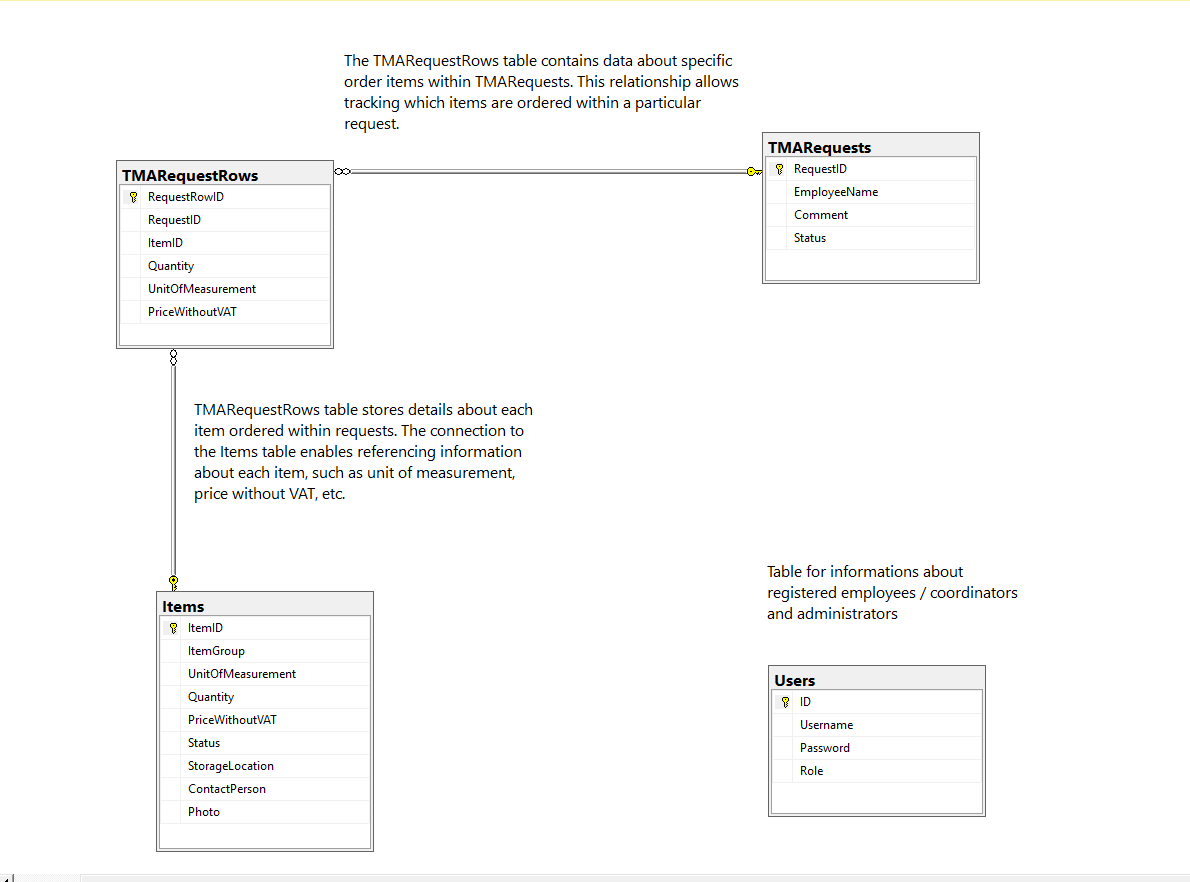 The TMARequestRows table contains data about specific
order items within TMARequests. This relationship allows
tracking which items are ordered within a particular
request.
TMARequests
RequestID
EmployeeName
Comment
Status
TMARequestRows
RequestRowID
RequestID
ItemID
Quantity
UnitOfMeasurement
PriceWithoutVAT
TMARequestRows table stores details about each
item ordered within requests. The connection to
the Items table enables referencing information
about each item, such as unit of measurement,
price without VAT, etc.
Items
ItemID
ItemGroup
UnitOfMeasurement
Quantity
PriceWithoutVAT
Status
StorageLocation
ContactPerson
Photo
Table for informations about
registered employees / coordinators
and administrators
Users
ID
Username
Password
Role